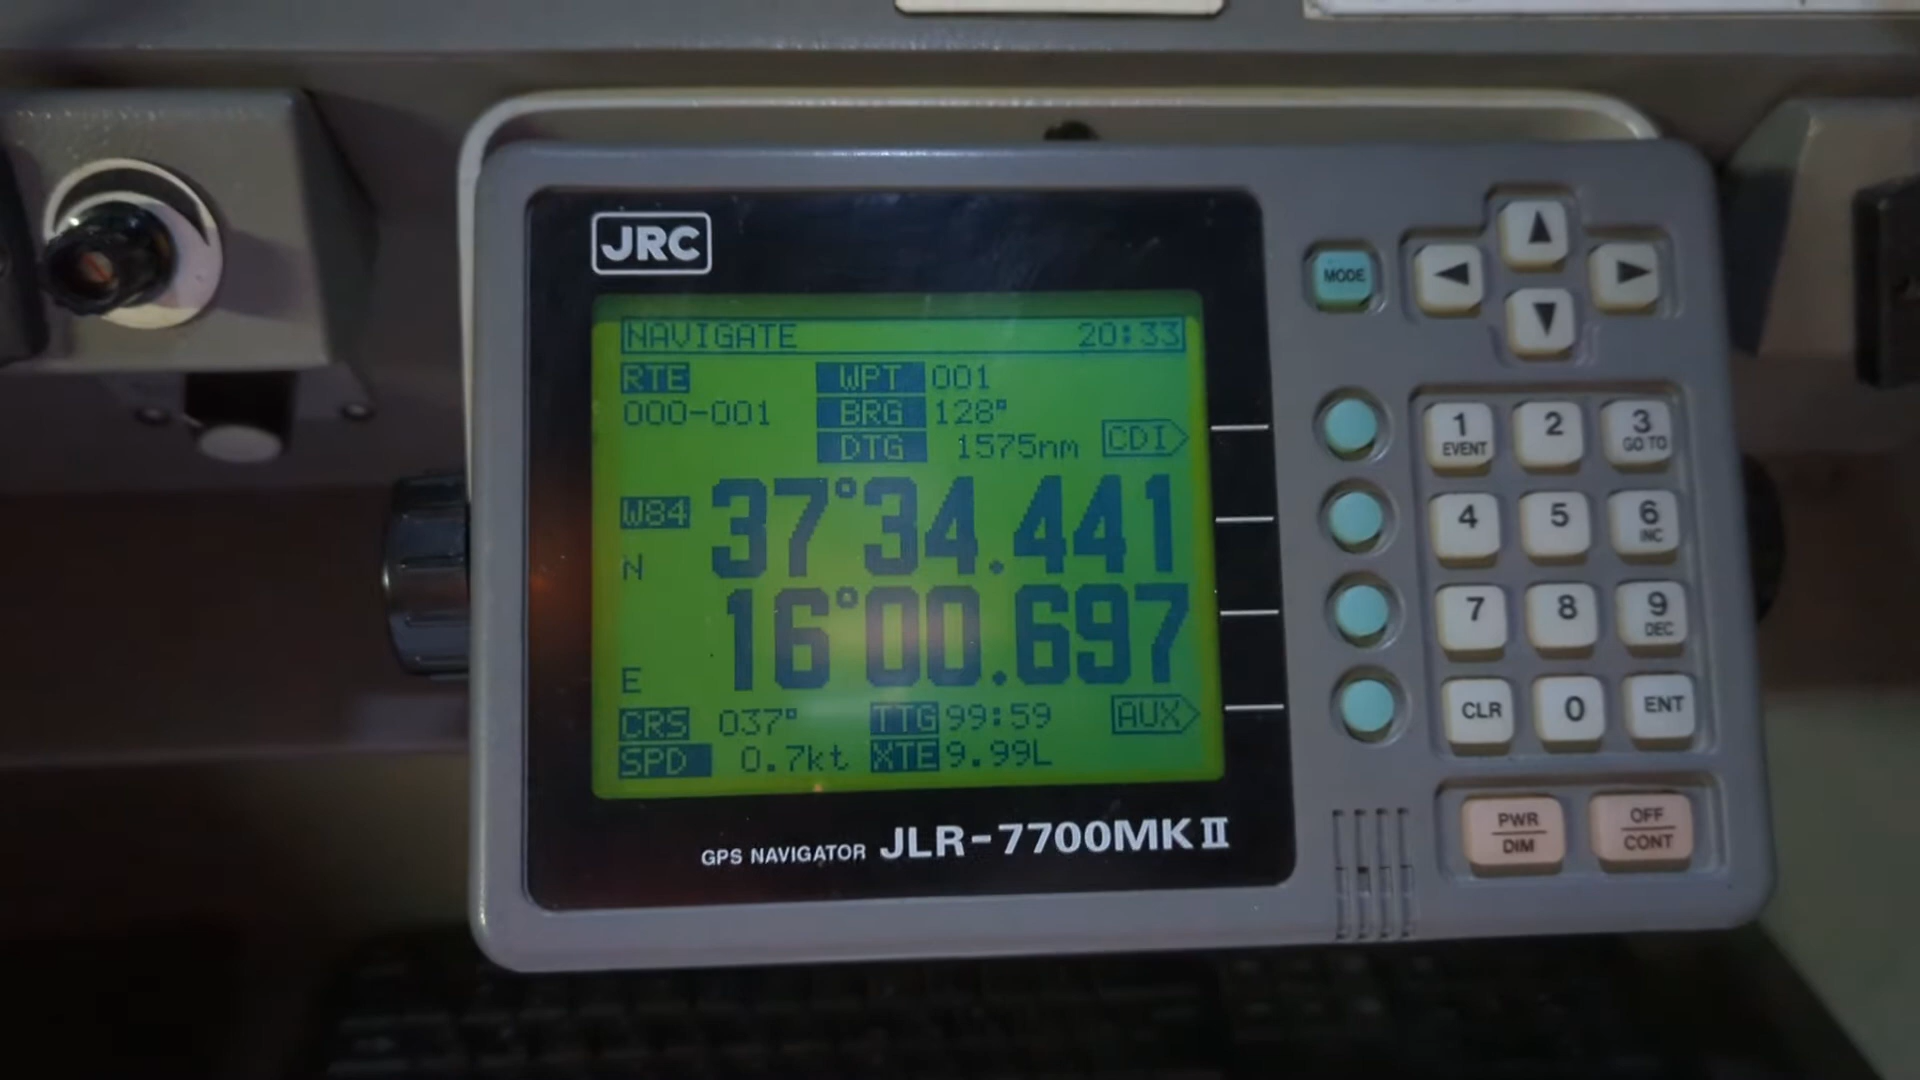 JRC
NAVIGATE 20:33
RTE WPT 001
000-001 BRG 128°
DTG 1575nm CDI
W84 37°34.441
N
16°00.697
E
CRS 037° TTG 99:59 AUX
SPD 0.7kt XTE 9.99L
GPS NAVIGATOR JLR-7700MKⅡ
MODE
1 EVENT 2 3 GO TO
4 5 6 INC
7 8 9 DEC
CLR 0 ENT
PWR OFF
DIM CONT